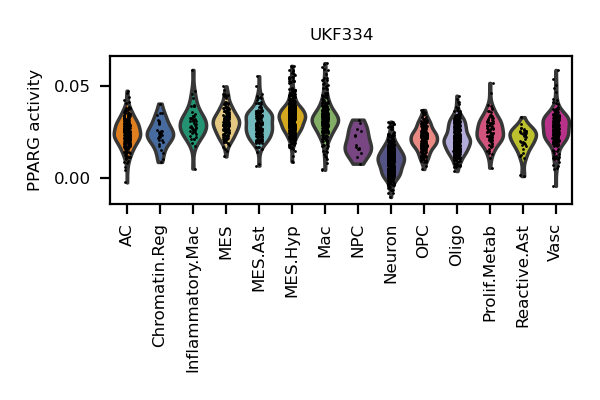 UKF334
PPARG activity
0.05
0.00
AC
Chromatin.Reg
Inflammatory.Mac
MES
MES.Ast
MES.Hyp
Mac
NPC
Neuron
OPC
Oligo
Prolif.Metab
Reactive.Ast
Vasc